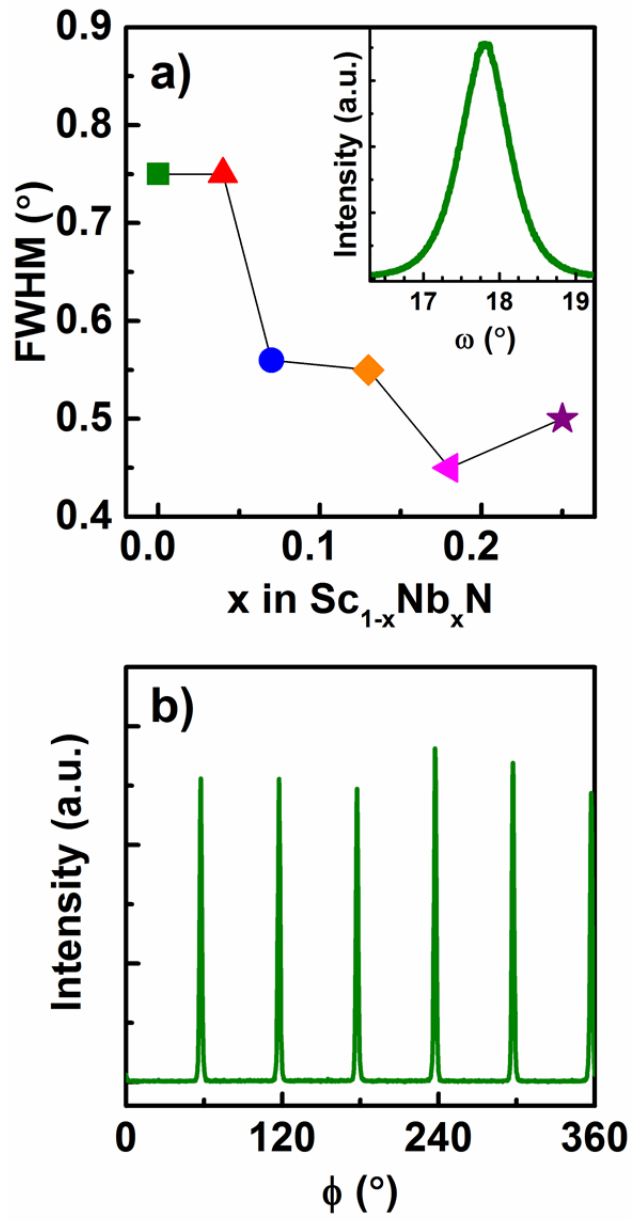 a)
FWHM (°)
0.9
0.8
0.7
0.6
0.5
0.4
0.0 0.1 0.2
x in Sc₁₋ₓNbₓN
Intensity (a.u.)
17 18 19
ω (°)
b)
Intensity (a.u.)
0 120 240 360
ϕ (°)